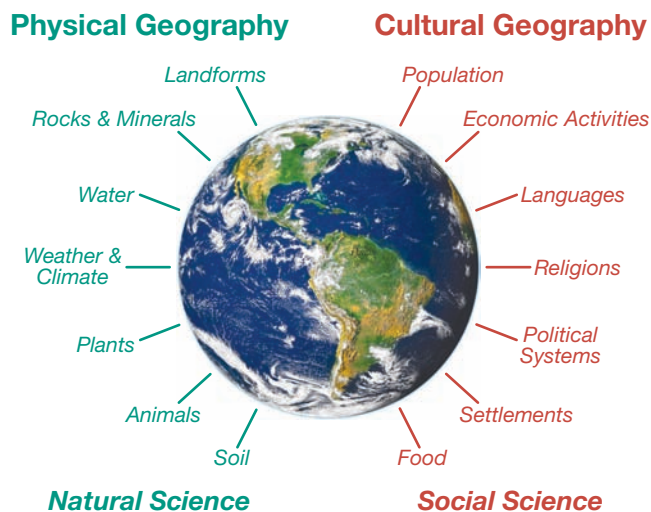 Physical Geography
Cultural Geography
Landforms
Population
Rocks & Minerals
Economic Activities
Water
Languages
Weather &
Climate
Religions
Plants
Political
Systems
Animals
Settlements
Soil
Food
Natural Science
Social Science